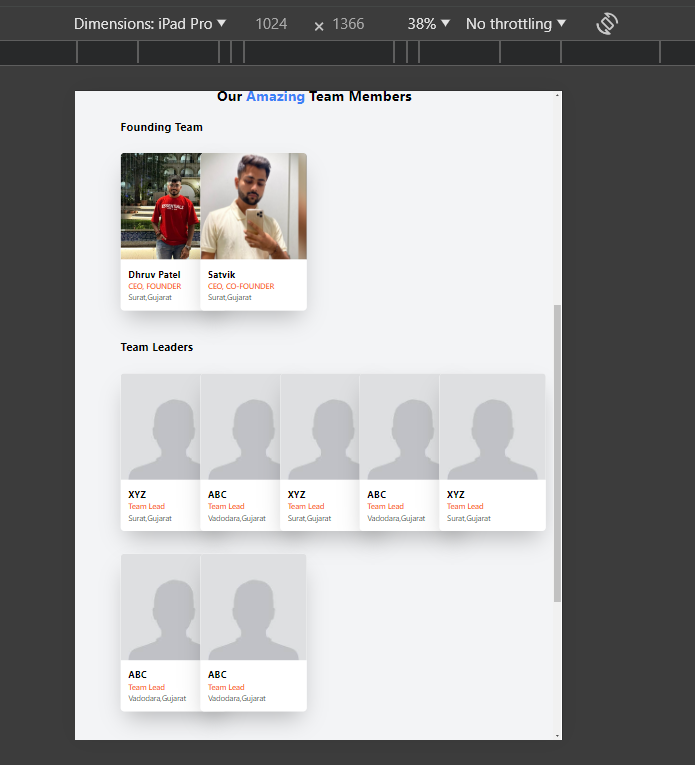 Dimensions: iPad Pro ▼ 1024 × 1366 38% ▼ No throttling ▼
Our Amazing Team Members
Founding Team
Dhruv Patel Satvik
CEO, FOUNDER CEO, CO-FOUNDER
Surat,Gujarat Surat,Gujarat
Team Leaders
XYZ ABC XYZ ABC XYZ
Team Lead Team Lead Team Lead Team Lead Team Lead
Surat,Gujarat Vadodara,Gujarat Surat,Gujarat Vadodara,Gujarat Surat,Gujarat
ABC ABC
Team Lead Team Lead
Vadodara,Gujarat Vadodara,Gujarat